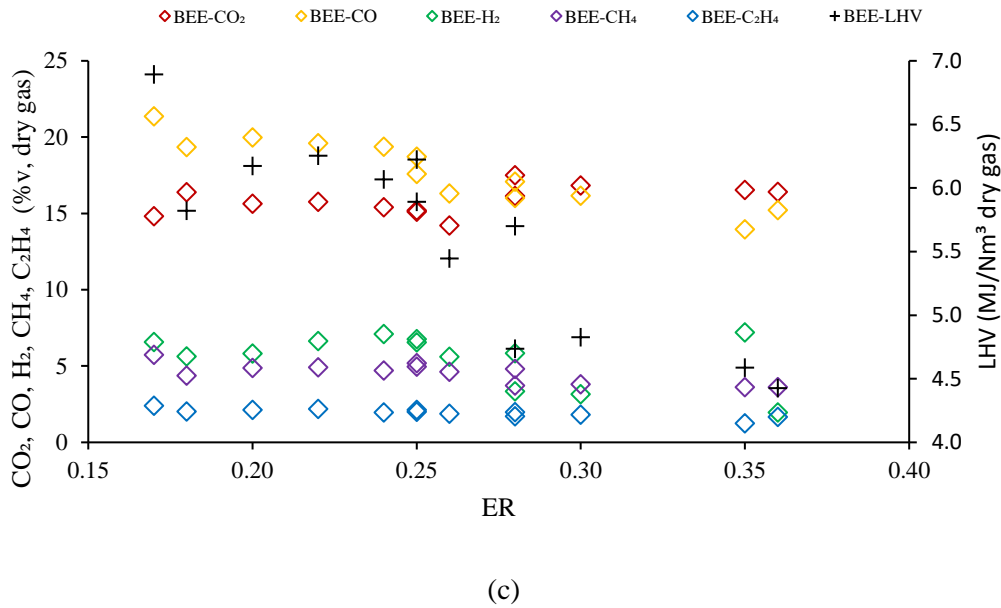 BEE-CO₂ BEE-CO BEE-H₂ BEE-CH₄ BEE-C₂H₄ BEE-LHV
CO₂, CO, H₂, CH₄, C₂H₄ (%v, dry gas)
25
20
15
10
5
0
7.0
6.5
6.0
5.5
5.0
4.5
4.0
LHV (MJ/Nm³ dry gas)
0.15 0.20 0.25 0.30 0.35 0.40
ER
(c)